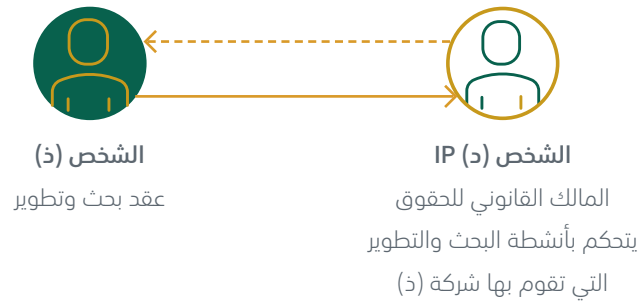 الشخص (د) IP
المالك القانوني للحقوق
يتحكم بأنشطة البحث والتطوير
التي تقوم بها شركة (ذ)
الشخص (ذ)
عقد بحث وتطوير